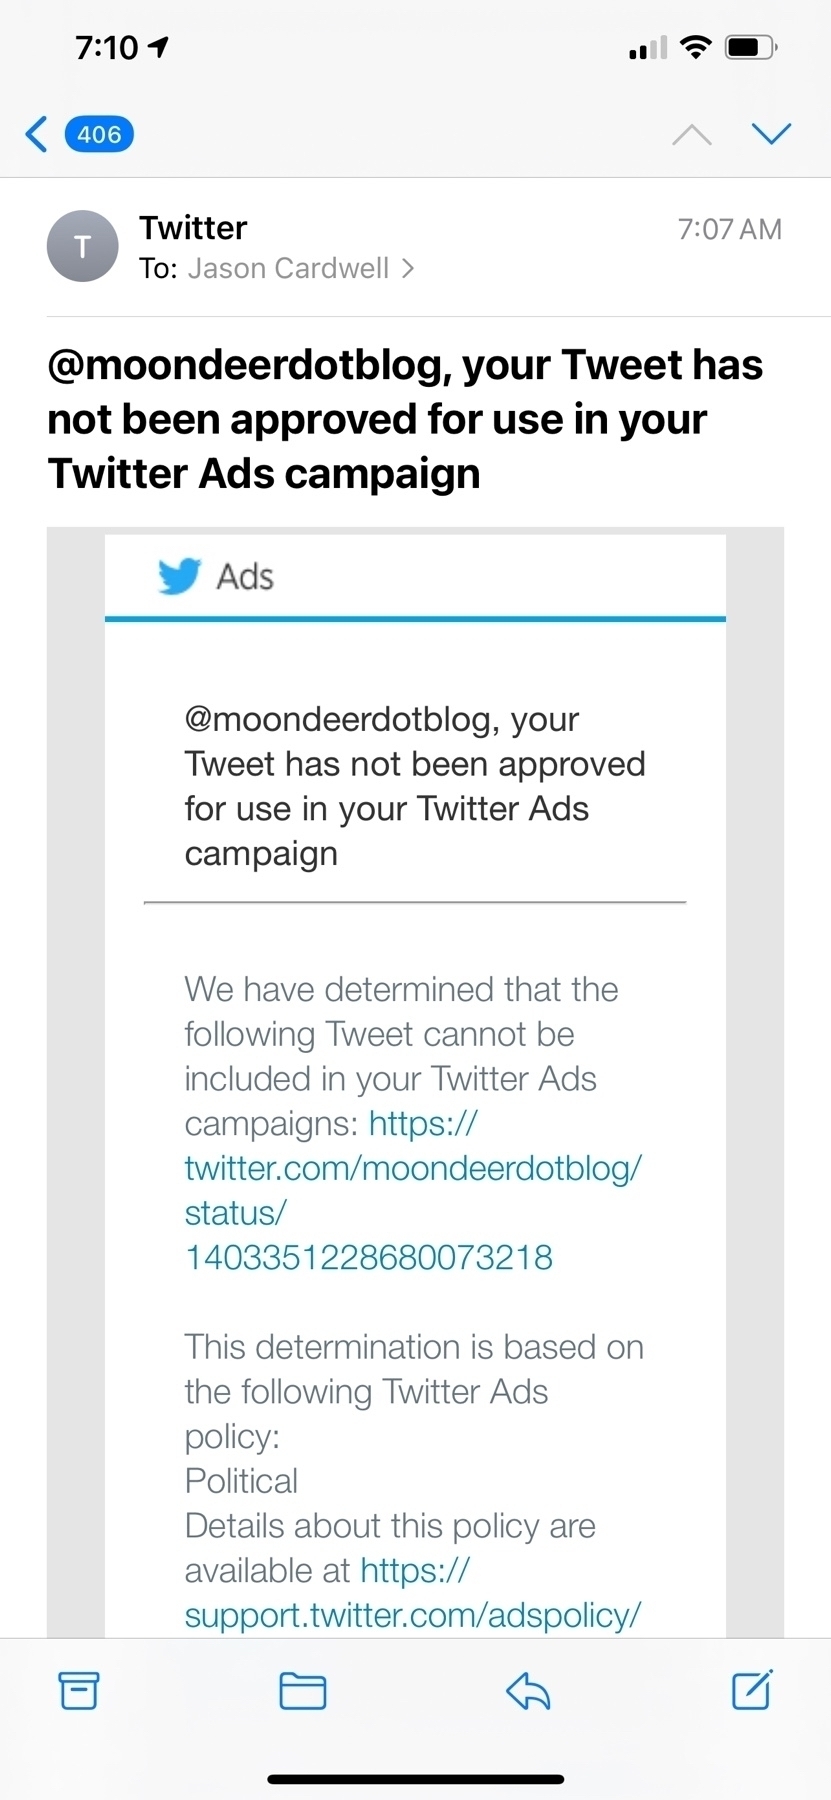 7:10
406
T
Twitter
7:07 AM
To: Jason Cardwell
@moondeerdotblog, your Tweet has
not been approved for use in your
Twitter Ads campaign
Ads
@moondeerdotblog, your
Tweet has not been approved
for use in your Twitter Ads
campaign
We have determined that the
following Tweet cannot be
included in your Twitter Ads
campaigns: https://
twitter.com/moondeerdotblog/
status/
1403351228680073218
This determination is based on
the following Twitter Ads
policy:
Political
Details about this policy are
available at https://
support.twitter.com/adspolicy/